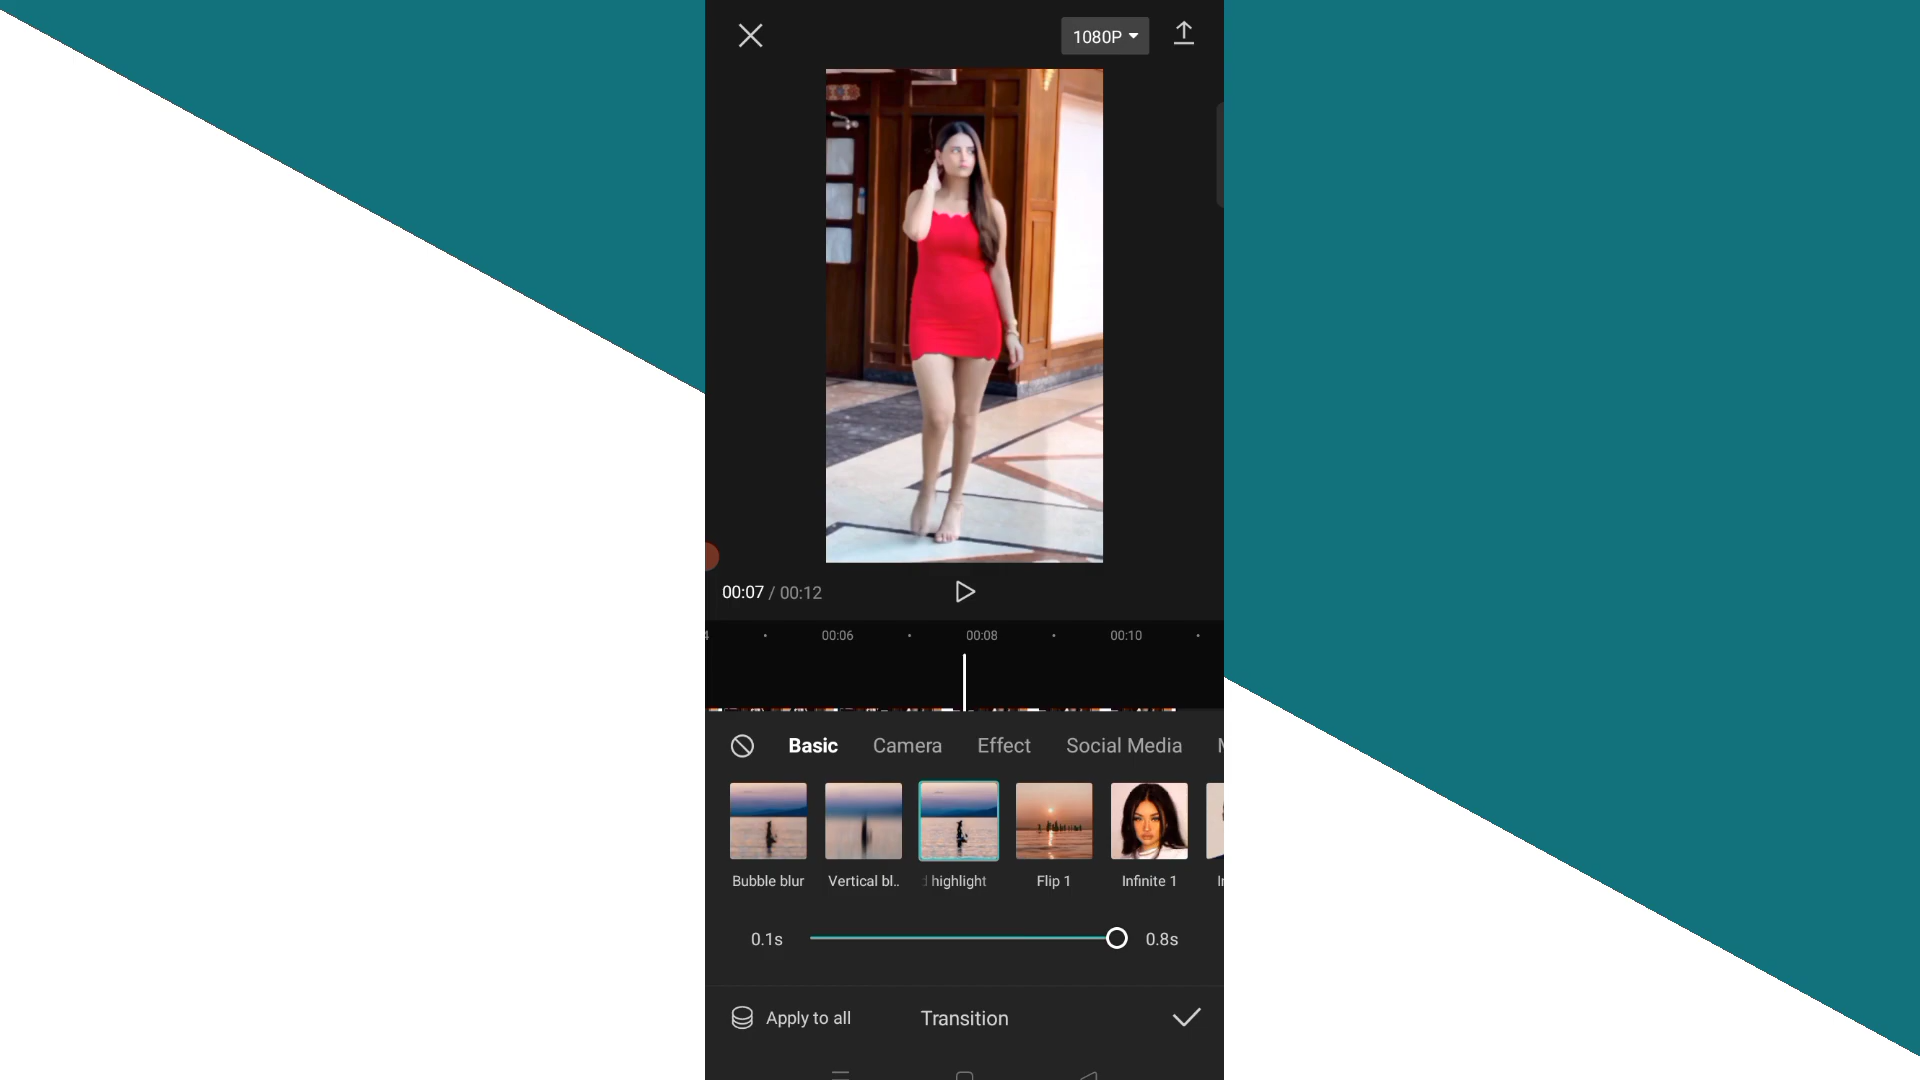 1080P
00:07 / 00:12
00:06
00:08
00:10
Basic
Camera
Effect
Social Media
Bubble blur
Vertical bl..
highlight
Flip 1
Infinite 1
0.1s
0.8s
Apply to all
Transition